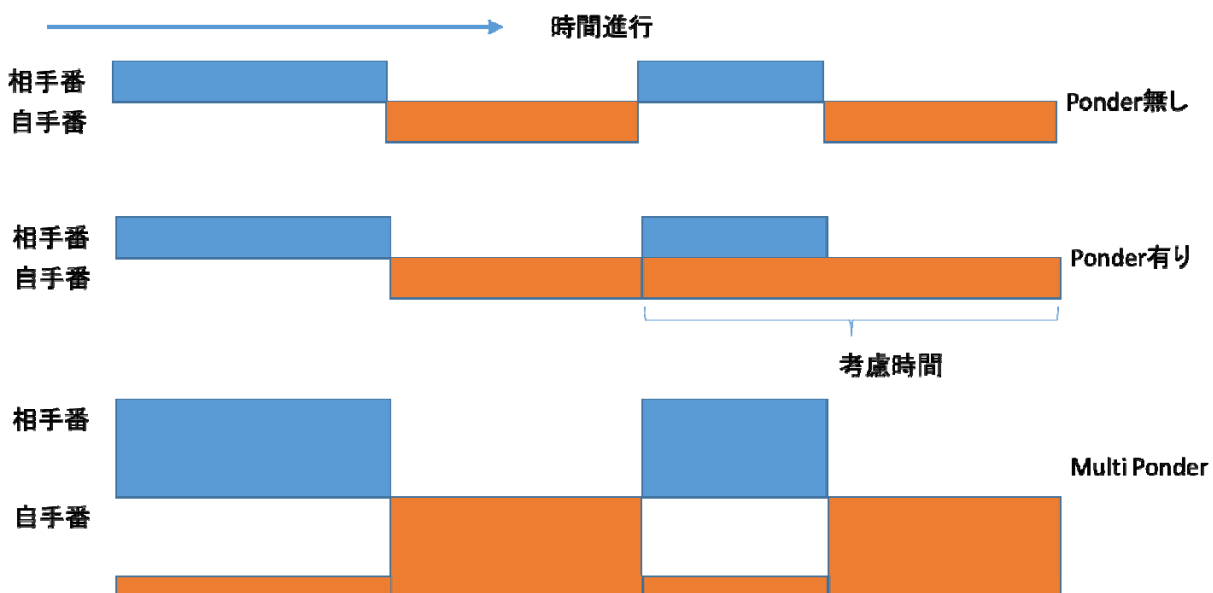 時間進行
相手番
自手番
Ponder無し
相手番
自手番
Ponder有り
考慮時間
相手番
Multi Ponder
自手番